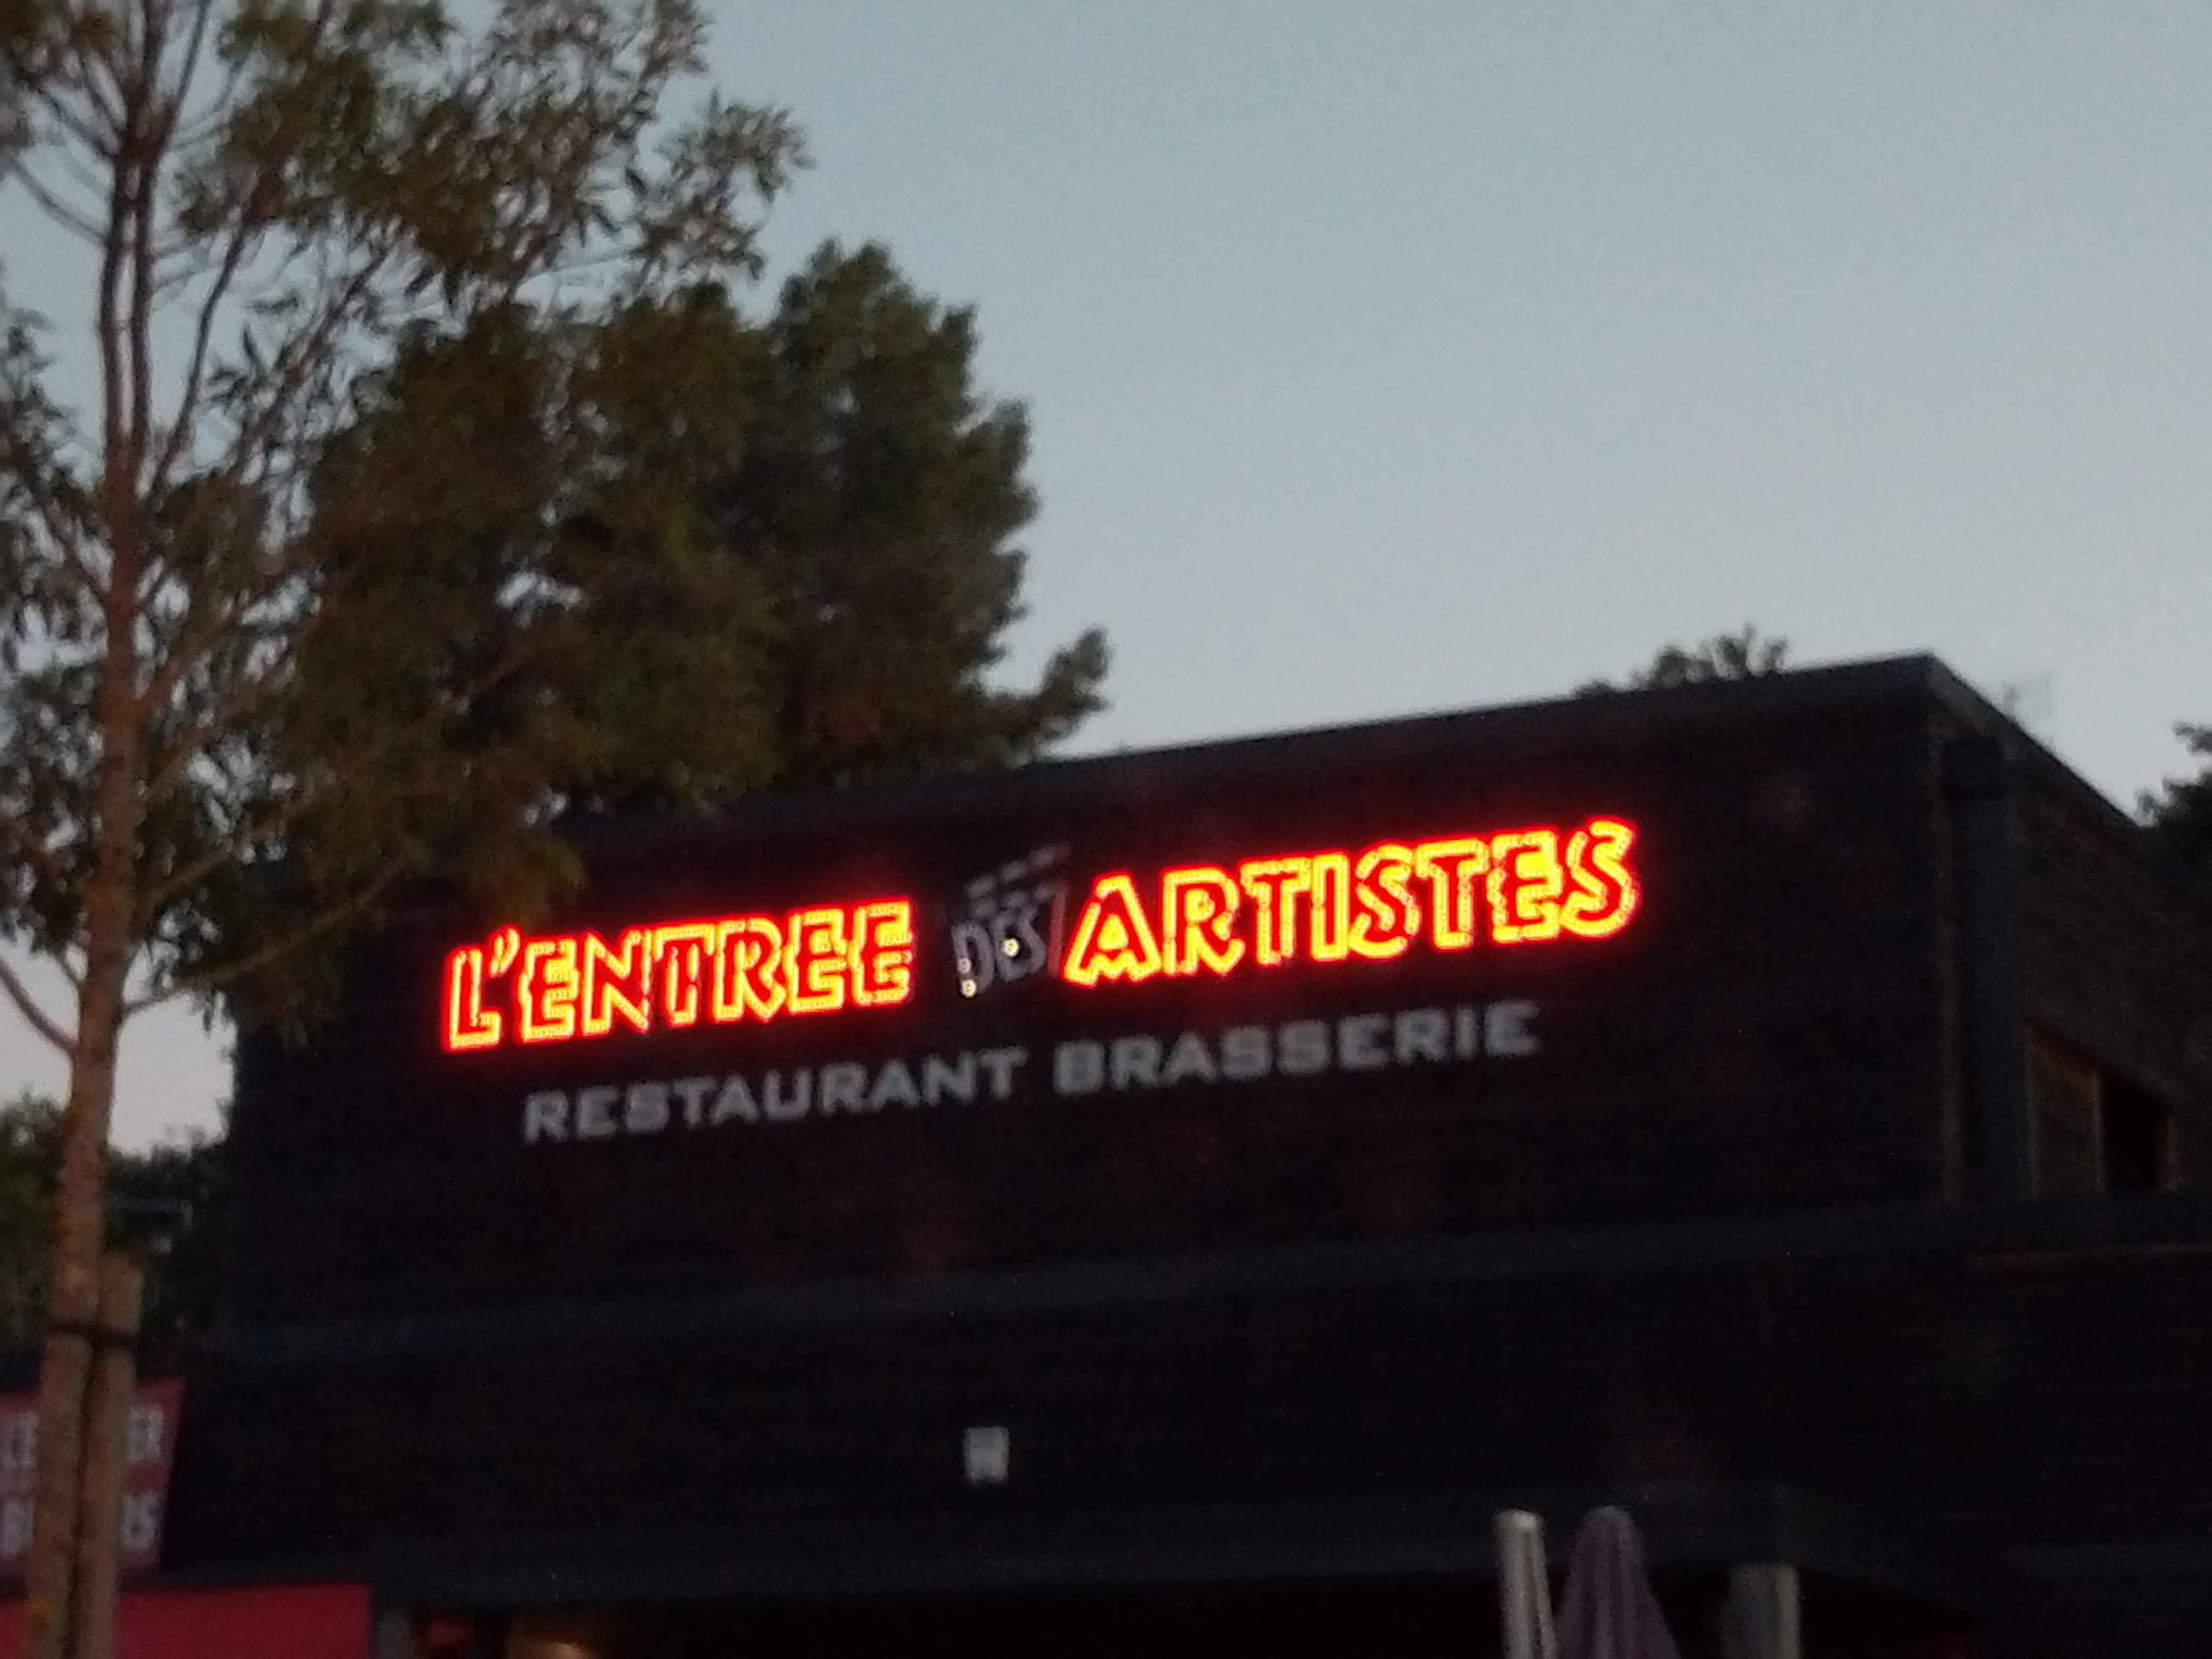 L'ENTREE DES ARTISTES
RESTAURANT BRASSERIE